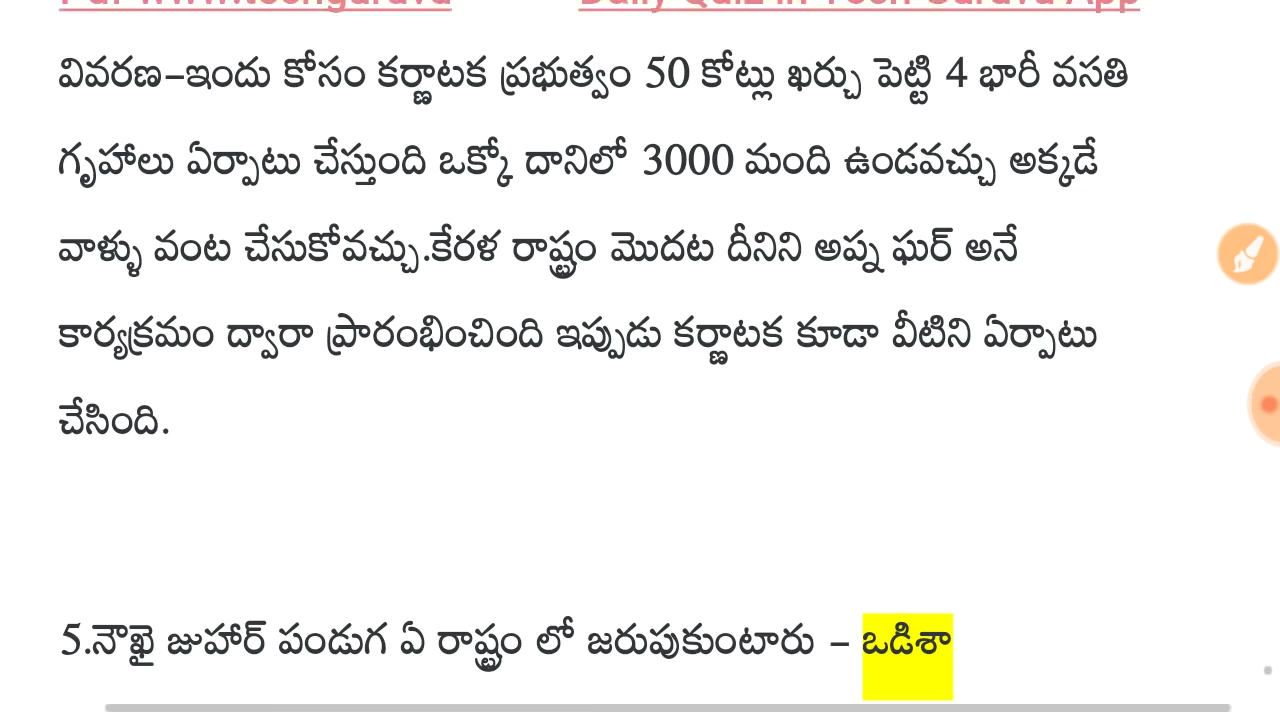 వివరణ-ఇందు కోసం కర్ణాటక ప్రభుత్వం 50 కోట్లు ఖర్చు పెట్టి 4 భారీ వసతి
గృహాలు ఏర్పాటు చేస్తుంది ఒక్కో దానిలో 3000 మంది ఉండవచ్చు అక్కడే
వాళ్ళు వంట చేసుకోవచ్చు.కేరళ రాష్ట్రం మొదట దీనిని అప్న ఘర్ అనే
కార్యక్రమం ద్వారా ప్రారంభించింది ఇప్పుడు కర్ణాటక కూడా వీటిని ఏర్పాటు
చేసింది.
5.నౌఖై జుహార్ పండుగ ఏ రాష్ట్రం లో జరుపుకుంటారు – ఒడిశా